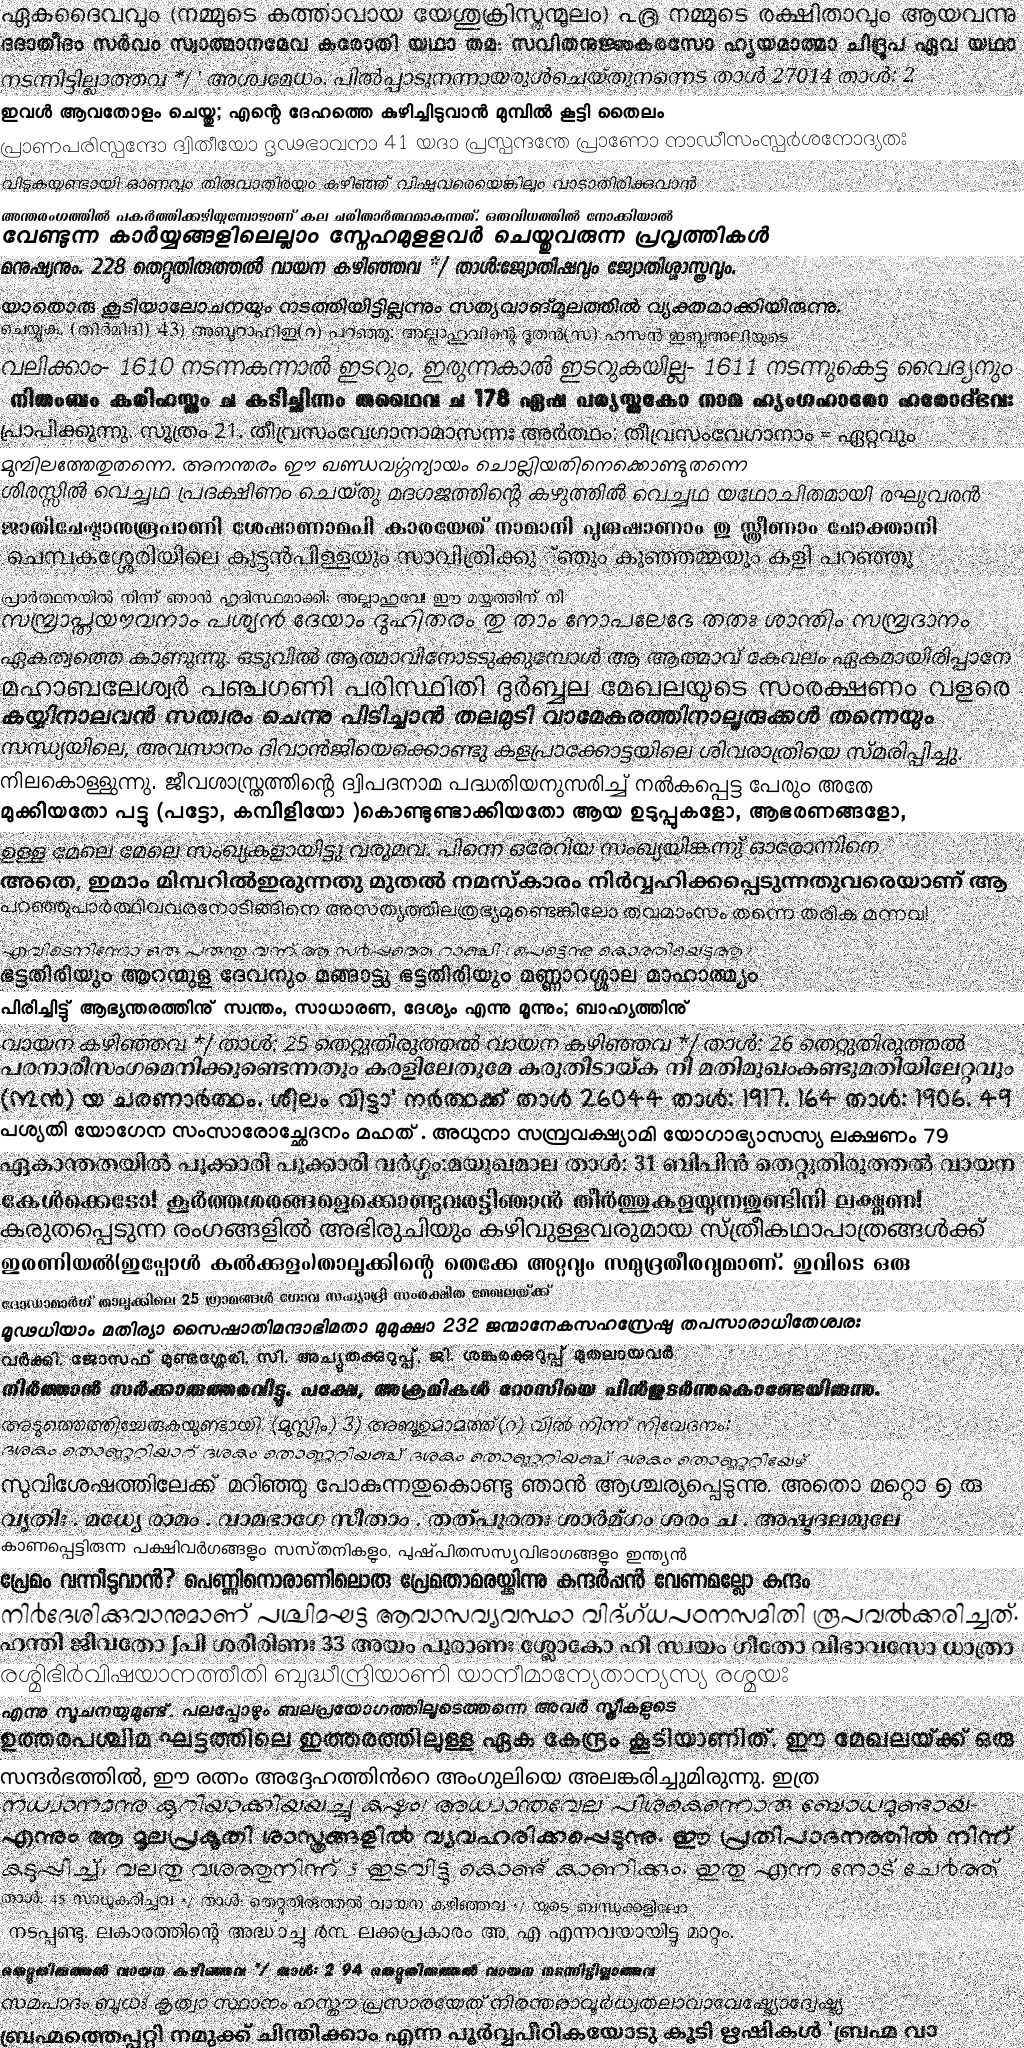 ഏകദൈവവും (നമ്മുടെ കർത്താവായ യേശുക്രിസ്തുന്മൂലം) പ്ര നമ്മുടെ രക്ഷിതാവും ആയവന്നു
ദദാതീദം സർവം സ്വാത്മാനമേവ കരോതി യഥാ തമഃ സവിതനുജ്ഞകരസോ ഹൃയമാത്മാ ചിദ്രൂപ ഏവ യഥാ
നടന്നിട്ടില്ലാത്തവ */ ' അശ്വമേധം. പിൽപ്പാടുനന്നായരുൾചെയ്തുനന്നെട താൾ 27014 താൾ: 2
ഇവൾ ആവതോളം ചെയ്തു; എന്റെ ദേഹത്തെ കുഴിച്ചിടുവാൻ മുമ്പിൽ കൂട്ടി തൈലം
പ്രാണപരിസ്പന്ദോ ദ്വിതീയോ ദൃഢഭാവനാ 41 യദാ പ്രസ്പന്ദന്തേ പ്രാണോ നാഡീസംസ്പർശനോദ്യതഃ
വിടുകയുണ്ടായി ഓണവും തിരുവാതിരയും കഴിഞ്ഞ് വിഷുവരെയെങ്കിലും വാടാതിരിക്കുവാൻ
അന്തരംഗത്തിൽ പകർത്തിക്കഴിയുമ്പോഴാണ് കല ചരിതാർത്ഥമാകുന്നത്. ഒരുവിധത്തിൽ നോക്കിയാൽ
വേണ്ടുന്ന കാർയ്യങ്ങളിലെല്ലാം സ്നേഹമുളളവർ ചെയ്തുവരുന്ന പ്രവൃത്തികൾ
മനുഷ്യനും. 228 തെറ്റുതിരുത്തൽ വായന കഴിഞ്ഞവ */ താൾ:ജ്യോതിഷവും ജ്യോതിശ്ശാസ്ത്രവും.
യാതൊരു കൂടിയാലോചനയും നടത്തിയിട്ടില്ലന്നും സത്യവാങ്മൂലത്തിൽ വ്യക്തമാക്കിയിരുന്നു.
ചെയ്യുക. (തിർമിദി) 43) അബൂറാഹിഇ(റ) പറഞ്ഞു: അല്ലാഹുവിന്റെ ദൂതൻ(സ) ഹസൻ ഇബ്നുഅലിയുടെ
വലിക്കാം- 1610 നടന്നകന്നാൽ ഇടറും, ഇരുന്നകാൽ ഇടറുകയില്ല- 1611 നടന്നുകെട്ട വൈദ്യനും
നിതംബം കരിഹസ്തം ച കടിച്ഛിന്നം തഥൈവ ച 178 ഏഷ പര്യസ്തകോ നാമ ഹ്യംഗഹാരോ ഹരോദ്ഭവഃ
പ്രാപിക്കുന്നു. സൂത്രം 21. തീവ്രസംവേഗാനാമാസന്നഃ അർത്ഥം: തീവ്രസംവേഗാനാം = ഏറ്റവും
മുമ്പിലത്തേതുതന്നെ. അനന്തരം ഈ ഖണ്ഡവഗ്ഗന്യായം ചൊല്ലിയതിനെക്കൊണ്ടുതന്നെ
ശിരസ്സിൽ വെച്ചഥ പ്രദക്ഷിണം ചെയ്തു മദഗജത്തിന്റെ കഴുത്തിൽ വെച്ചഥ യഥോചിതമായി രഘുവരൻ
ജാതിചേഷ്ടാനുരൂപാണി ശേഷാണാമപി കാരയേത് നാമാനി പുരുഷാണാം തു സ്ത്രീണാം ചോക്താനി
ചെമ്പകശ്ശേരിയിലെ കുട്ടൻപിള്ളയും സാവിത്രിക്കു ്ഞും കുഞ്ഞമ്മയും കളി പറഞ്ഞു
പ്രാർത്ഥനയിൽ നിന്ന് ഞാൻ ഹൃദിസ്ഥമാക്കി: അല്ലാഹുവേ! ഈ മയ്യത്തിന് നീ
സമ്പ്രാപ്തയൗവനാം പശ്യൻ ദേയാം ദുഹിതരം തു താം നോപലേഭേ തതഃ ശാന്തിം സമ്പ്രദാനം
ഏകത്വത്തെ കാണുന്നു. ഒടുവിൽ ആത്മാവിനോടടുക്കുമ്പോൾ ആ ആത്മാവ് കേവലം ഏകമായിരിപ്പാനേ
മഹാബലേശ്വർ പഞ്ചഗണി പരിസ്ഥിതി ദുർബ്ബല മേഖലയുടെ സംരക്ഷണം വളരെ
കയ്യിനാലവൻ സത്വരം ചെന്നു പിടിച്ചാൻ തലമുടി വാമേകരത്തിനാലൂരുക്കൾ തന്നെയും
സന്ധ്യയിലെ, അവസാനം ദിവാൻജിയെക്കൊണ്ടു കളപ്രാക്കോട്ടയിലെ ശിവരാത്രിയെ സ്മരിപ്പിച്ചു.
നിലകൊള്ളുന്നു. ജീവശാസ്ത്രത്തിന്റെ ദ്വിപദനാമ പദ്ധതിയനുസരിച്ച് നൽകപ്പെട്ട പേരും അതേ
മുക്കിയതോ പട്ടു (പട്ടോ, കമ്പിളിയോ )കൊണ്ടുണ്ടാക്കിയതോ ആയ ഉടുപ്പുകളോ, ആഭരണങ്ങളോ,
ഉള്ള മേലെ മേലെ സംഖ്യകളായിട്ടു വരുമവ. പിന്നെ ഒരേറിയ സംഖ്യയിങ്കന്നു് ഓരോന്നിനെ
അതെ, ഇമാം മിമ്പറിൽഇരുന്നതു മുതൽ നമസ്കാരം നിർവ്വഹിക്കപ്പെടുന്നതുവരെയാണ് ആ
പറഞ്ഞുപാർത്ഥിവവരനോടിങ്ങിനെ അസത്യത്തിലത്രഭ്യമുണ്ടെങ്കിലോ തവമാംസം തന്നെ തരിക മന്നവ!
എവിടെനിന്നോ ഒരു പരുന്തു വന്ന് ആ സർപ്പത്തെ റാഞ്ചി
ഭട്ടതിരിയും ആറന്മുള ദേവനും മങ്ങാട്ടു ഭട്ടതിരിയും മണ്ണാറശ്ശാല മാഹാത്മ്യം
പിരിച്ചിട്ടു് ആഭ്യന്തരത്തിനു് സ്വന്തം, സാധാരണ, ദേശ്യം എന്നു മൂന്നും; ബാഹ്യത്തിനു്
വായന കഴിഞ്ഞവ */ താൾ: 25 തെറ്റുതിരുത്തൽ വായന കഴിഞ്ഞവ */ താൾ: 26 തെറ്റുതിരുത്തൽ
പരനാരീസംഗമെനിക്കുണ്ടെന്നതും കരളിലേതുമേ കരുതിടായ്ക നീ മതിമുഖംകണ്ടുമതിയിലേറ്റവും
(൩ൻ) യ ചരണാർത്ഥം. ശീലം വിട്ടാ' നർത്ഥക്ക് താൾ 26044 താൾ: 1917. 164 താൾ: 1906. 49
പശ്യതി യോഗേന സംസാരോച്ഛേദനം മഹത് . അധുനാ സമ്പ്രവക്ഷ്യാമി യോഗാഭ്യാസസ്യ ലക്ഷണം 79
ഏകാന്തതയിൽ പൂക്കാരി പൂക്കാരി വർഗ്ഗം:മയൂഖമാല താൾ: 31 ബിപിൻ തെറ്റുതിരുത്തൽ വായന
കേൾക്കെടോ! കൂർത്തശരങ്ങളെക്കൊണ്ടുവരട്ടിഞാൻ തീർത്തുകളയുന്നതുണ്ടിനി ലക്ഷ്മണ!
കരുതപ്പെടുന്ന രംഗങ്ങളിൽ അഭിരുചിയും കഴിവുള്ളവരുമായ സ്ത്രീകഥാപാത്രങ്ങൾക്ക്
ഇരണിയൽ(ഇപ്പോൾ കൽക്കുളം)താലൂക്കിന്റെ തെക്കേ അറ്റവും സമുദ്രതീരവുമാണ്. ഇവിടെ ഒരു
ദോഡാമാർഗ് താലൂക്കിലെ 25 ഗ്രാമങ്ങൾ ഗോവ സഹ്യാദ്രി സംരക്ഷിത മേഖലയ്ക്ക്
മൂഢധിയാം മതിര്യാ സൈഷാതിമന്ദാഭിമതാ മുമുക്ഷാ 232 ജന്മാനേകസഹസ്രേഷു തപസാരാധിതേശ്വരഃ
വർക്കി. ജോസഫ് മുണ്ടശ്ശേരി, സി. അച്യുതക്കുറുപ്പ്, ജി. ശങ്കരക്കുറുപ്പ് മുതലായവർ
തിർത്താൻ സർക്കാരുത്തരവിട്ടു. പക്ഷേ, അക്രമികൾ റോസിയെ പിൻതുടർന്നുകൊണ്ടേയിരുന്നു.
അടുത്തെത്തിച്ചേരുകയുണ്ടായി. (മുസ്ലിം) 3) അബൂഉമാമത്ത്(റ) വിൽ നിന്ന് നിവേദനം:
ദശകം തൊണ്ണൂറ്റിയാറ് ദശകം തൊണ്ണൂറ്റിയഞ്ച് ദശകം തൊണ്ണൂറ്റിയഞ്ച് ദശകം തൊണ്ണൂറ്റിയേഴ്
സുവിശേഷത്തിലേക്ക് മറിഞ്ഞു പോകുന്നതുകൊണ്ടു ഞാൻ ആശ്ചര്യപ്പെടുന്നു. അതൊ മറ്റൊ ൭ രു
വൃതിഃ . മധ്യേ രാമം . വാമഭാഗേ സീതാം . തത്പുരതഃ ശാർമ്ഗം ശരം ച . അഷ്ടദലമുലേ
കാണപ്പെട്ടിരുന്ന പക്ഷിവർഗങ്ങളും സസ്തനികളും, പുഷ്പിതസസ്യവിഭാഗങ്ങളും ഇന്ത്യൻ
പ്രേമം വന്നീടുവാൻ? പെണ്ണിനൊരാണിലൊരു പ്രേമതാമരയ്ക്കിന്നു കന്ദർപ്പൻ വേണമല്ലോ കന്ദം
നിർദേശിക്കുവാനുമാണ് പശ്ചിമഘട്ട ആവാസവ്യവസ്ഥാ വിദ്ഗ്ധപഠനസമിതി രൂപവൽക്കരിച്ചത്.
ഹന്തി ജീവതോ ഽപി ശരീരിണഃ 33 അയം പുരാണഃ ശ്ലോകോ ഹി സ്വയം ഗീതോ വിഭാവസോ ധാത്രാ
രശ്മിഭിർവിഷയാനത്തീതി ബുദ്ധീന്ദ്രിയാണി യാനീമാന്യേതാന്യസ്യ രശ്മയഃ
എന്നു സൂചനയുമുണ്ട്. പലപ്പോഴും ബലപ്രയോഗത്തിലൂടെത്തന്നെ അവർ സ്ത്രീകളുടെ
ഉത്തരപശ്ചിമ ഘട്ടത്തിലെ ഇത്തരത്തിലുള്ള ഏക കേന്ദ്രം കൂടിയാണിത്. ഈ മേഖലയ്ക്ക് ഒരു
സന്ദർഭത്തിൽ, ഈ രത്നം അദ്ദേഹത്തിൻറെ അംഗുലിയെ അലങ്കരിച്ചുമിരുന്നു. ഇത്ര
നധ്വാനാന്നു കൂറിയാക്കിയയച്ചു കഷ്ടം! അധ്വാന്തവേല പിശകെന്നൊരു ബോധമുണ്ടായ-
എന്നും ആ മൂലപ്രകൃതി ശാസ്ത്രങ്ങളിൽ വ്യവഹരിക്കപ്പെടുന്നു. ഈ പ്രതിപാദനത്തിൽ നിന്ന്
കടുപ്പിച്ച്, വലതു വശത്തുനിന്ന് 3 ഇടവിട്ടു കൊണ്ട് കാണിക്കും. ഇതു എന്ന നോട് ചേർത്ത്
താൾ: 45 സാധൂകരിച്ചവ */ താൾ: തെറ്റുതിരുത്തൽ വായന കഴിഞ്ഞവ */ യുടെ ബന്ധുക്കളിലോ
നടപ്പണ്ടു. ലകാരത്തിന്റെ അദ്ധാച്ചു ർ൩. ലക്കപ്രകാരം അ, എ എന്നവയായിട്ടു മാറും.
തെറ്റുതിരുത്തൽ വായന കഴിഞ്ഞവ */ താൾ: 2 94 തെറ്റുതിരുത്തൽ വായന നടന്നിട്ടില്ലാത്തവ
സമപാദം ബുധഃ കൃത്വാ സ്ഥാനം ഹസ്തൗ പ്രസാരയേത് നിരന്തരാവൂർധ്വതലാവാവേഷ്ട്യോദ്വേഷ്ട്യ
ബ്രഹ്മത്തെപ്പറ്റി നമുക്ക് ചിന്തിക്കാം എന്ന പൂർവ്വപീഠികയോടു കൂടി ഋഷികൾ 'ബ്രഹ്മ വാ